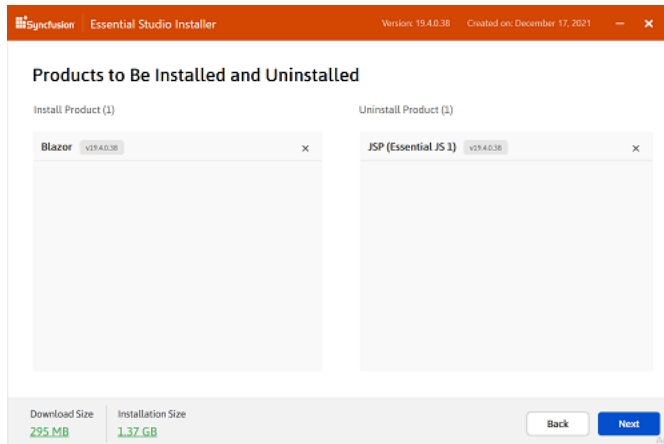 Syncfusion Essential Studio Installer Version: 19.4.0.38 Created on: December 17, 2021
Products to Be Installed and Uninstalled
Install Product (1) Uninstall Product (1)
Blazor v19.4.0.38 JSP (Essential JS 1) v19.4.0.38
Download Size Installation Size
295 MB 1.37 GB
Back Next